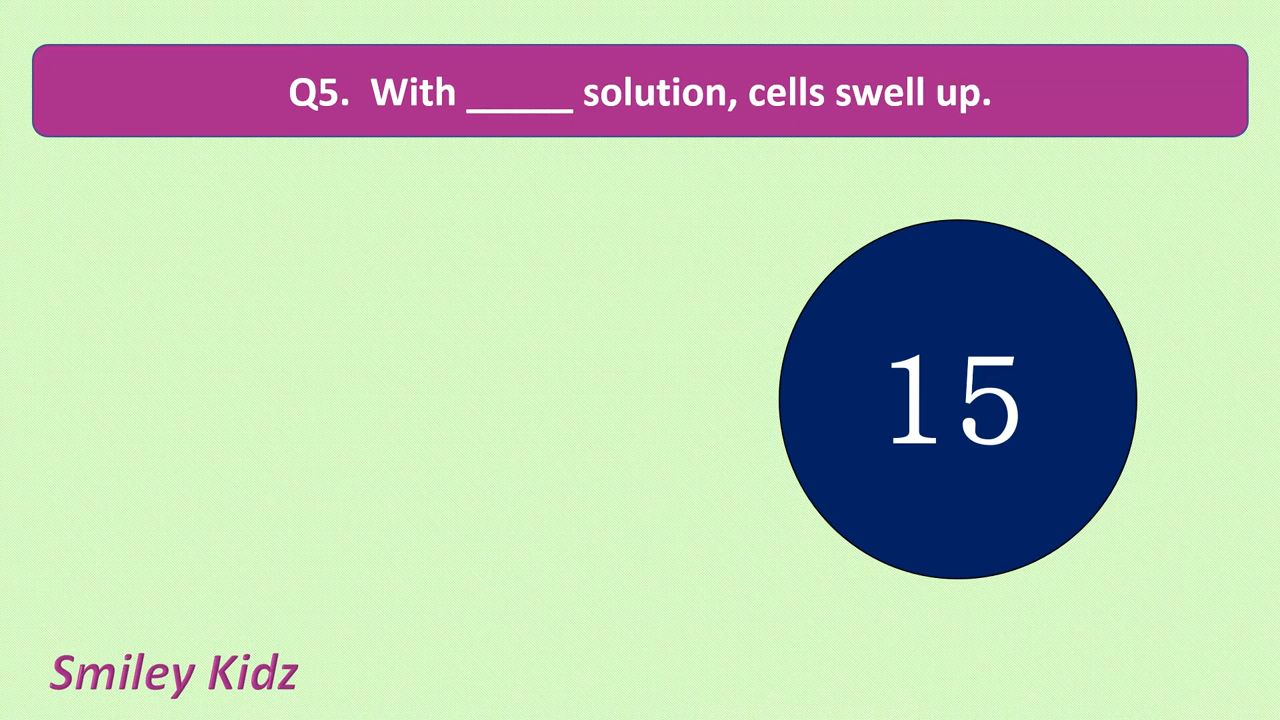 Q5. With _____ solution, cells swell up.
15
Smiley Kidz